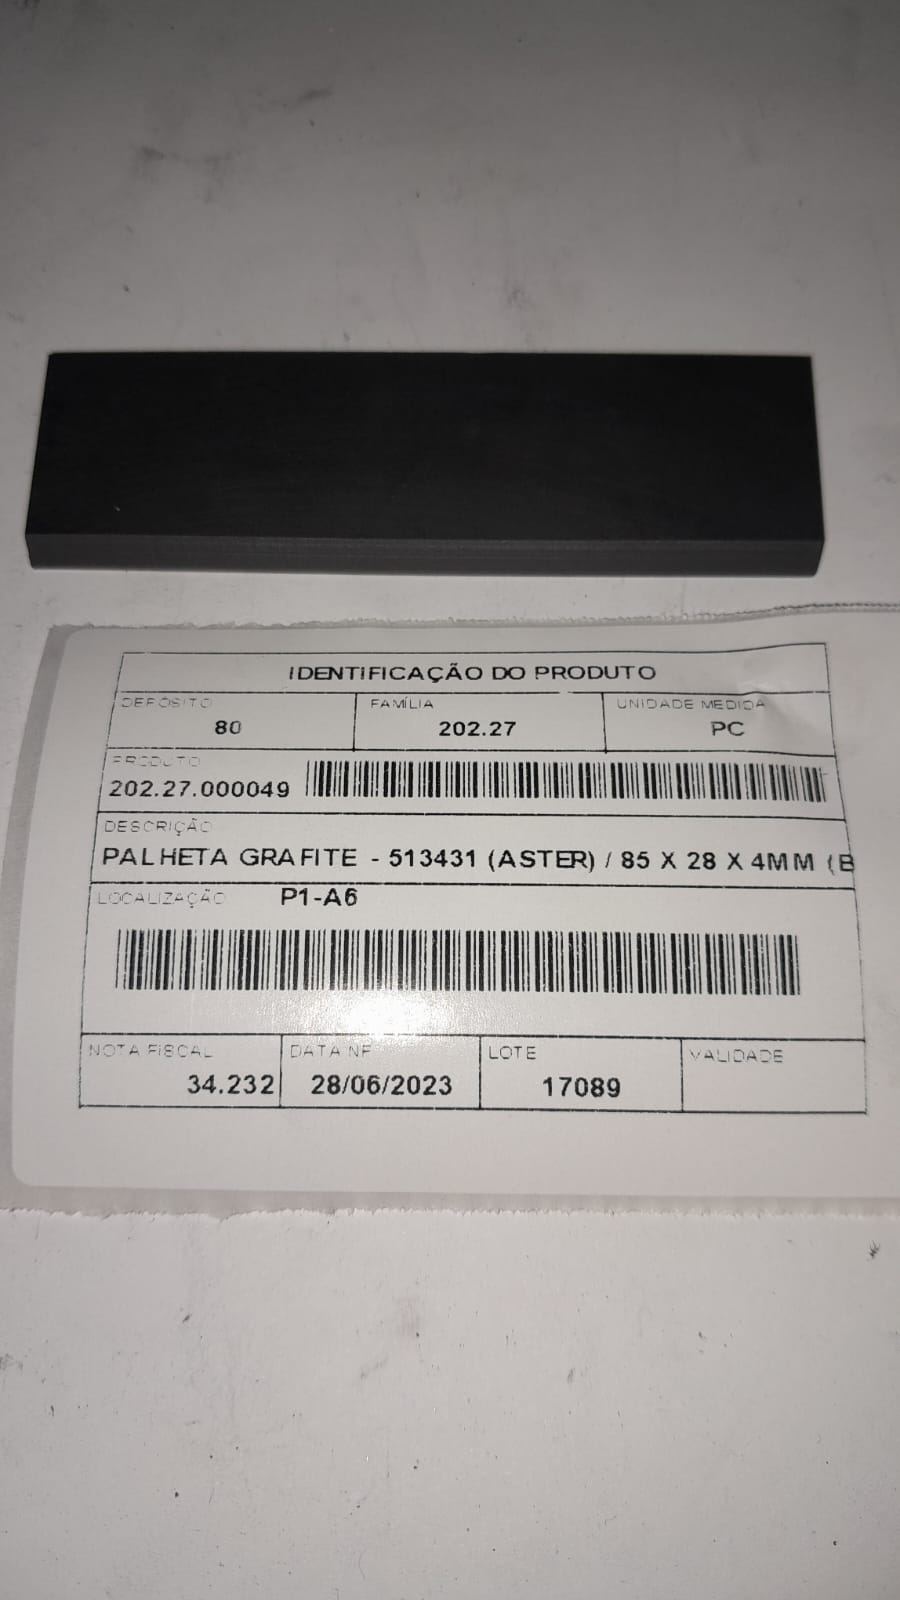 IDENTIFICAÇÃO DO PRODUTO
DEPÓSITO FAMÍLIA UNIDADE MEDIDA
80 202.27 PC
PRODUTO
202.27.000049
DESCRIÇÃO
PALHETA GRAFITE - 513431 (ASTER) / 85 X 28 X 4MM (B
LOCALIZAÇÃO P1-A6
NOTA FISCAL DATA NF LOTE VALIDADE
34.232 28/06/2023 17089